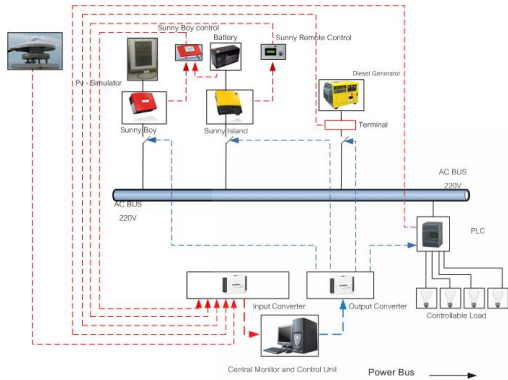 Sunny Boy control
Battery
Sunny Remote Control
Diesel Generator
Pv - Simulator
Sunny Boy
Sunny Island
Terminal
AC BUS
220V
AC BUS
220V
PLC
Input Converter
Output Converter
Controllable Load
Central Monitor and Control Unit
Power Bus